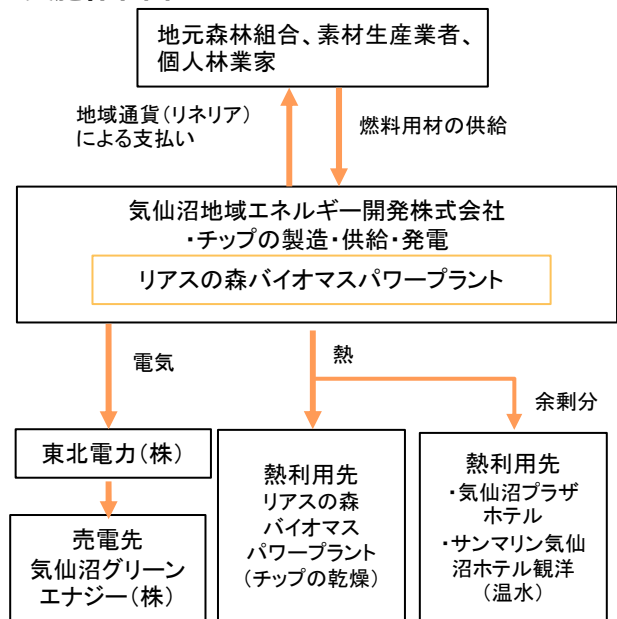 地元森林組合、素材生産業者、
個人林業家
地域通貨(リネリア)
による支払い
燃料用材の供給
気仙沼地域エネルギー開発株式会社
・チップの製造・供給・発電
リアスの森バイオマスパワープラント
電気
熱
余剰分
東北電力(株)
売電先
気仙沼グリーン
エナジー(株)
熱利用先
リアスの森
バイオマス
パワープラント
(チップの乾燥)
熱利用先
・気仙沼プラザ
ホテル
・サンマリン気仙
沼ホテル観洋
(温水)